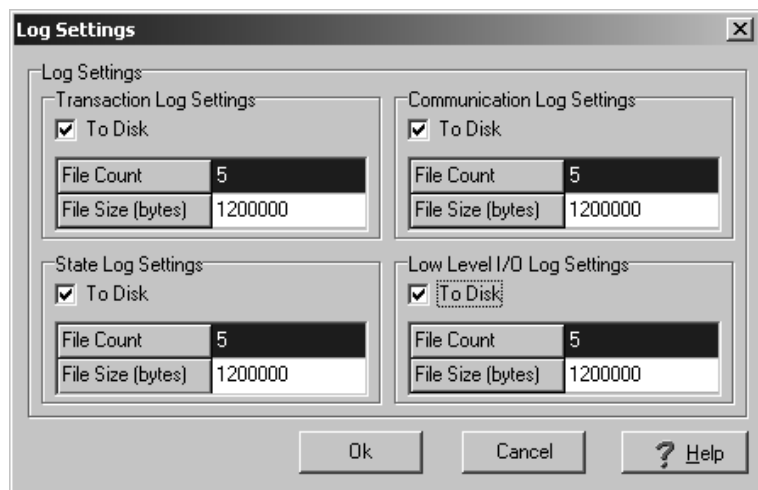 Log Settings
Log Settings
Transaction Log Settings
To Disk
File Count 5
File Size (bytes) 1200000
Communication Log Settings
To Disk
File Count 5
File Size (bytes) 1200000
State Log Settings
To Disk
File Count 5
File Size (bytes) 1200000
Low Level I/O Log Settings
To Disk
File Count 5
File Size (bytes) 1200000
Ok Cancel ? Help